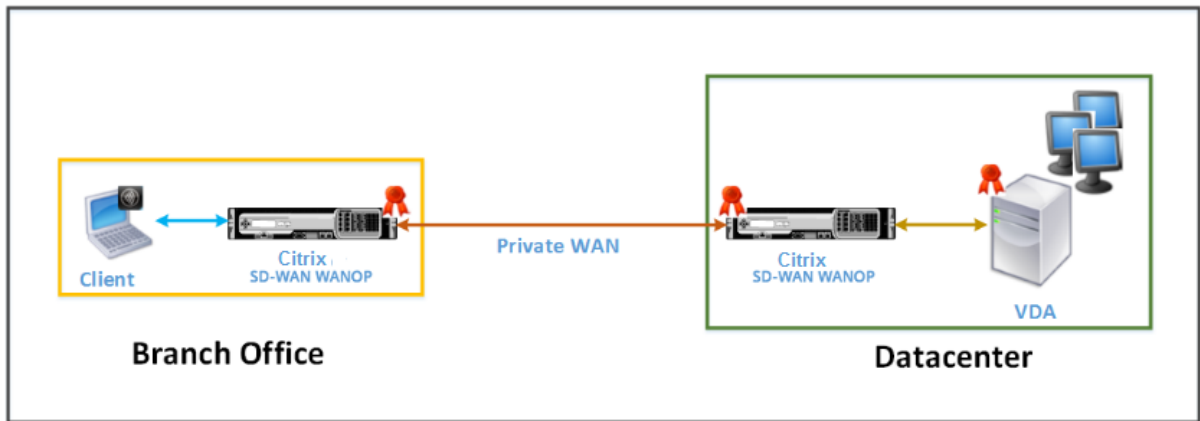 Client
Citrix
SD-WAN WANOP
Private WAN
Citrix
SD-WAN WANOP
VDA
Branch Office
Datacenter